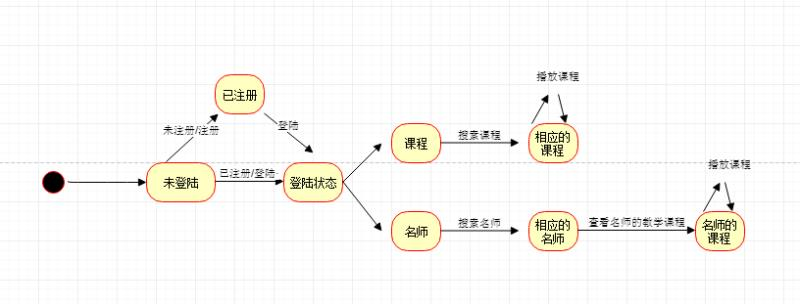 播放课程
已注册
未注册/注册
登陆
课程
搜索课程
相应的
课程
播放课程
未登陆
已注册/登陆
登陆状态
名师
搜索名师
相应的
名师
查看名师的教学课程
名师的
课程